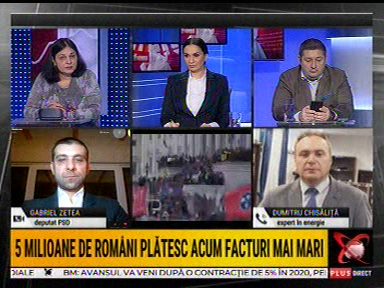 GABRIEL ZETEA
deputat PSD
DUMITRU CHISĂLIȚĂ
expert în energie
5 MILIOANE DE ROMÂNI PLĂTESC ACUM FACTURI MAI MARI
PLUS DIRECT
IALE BM: AVANSUL VA VENI DUPĂ O CONTRACȚIE DE 5% ÎN 2020, PE